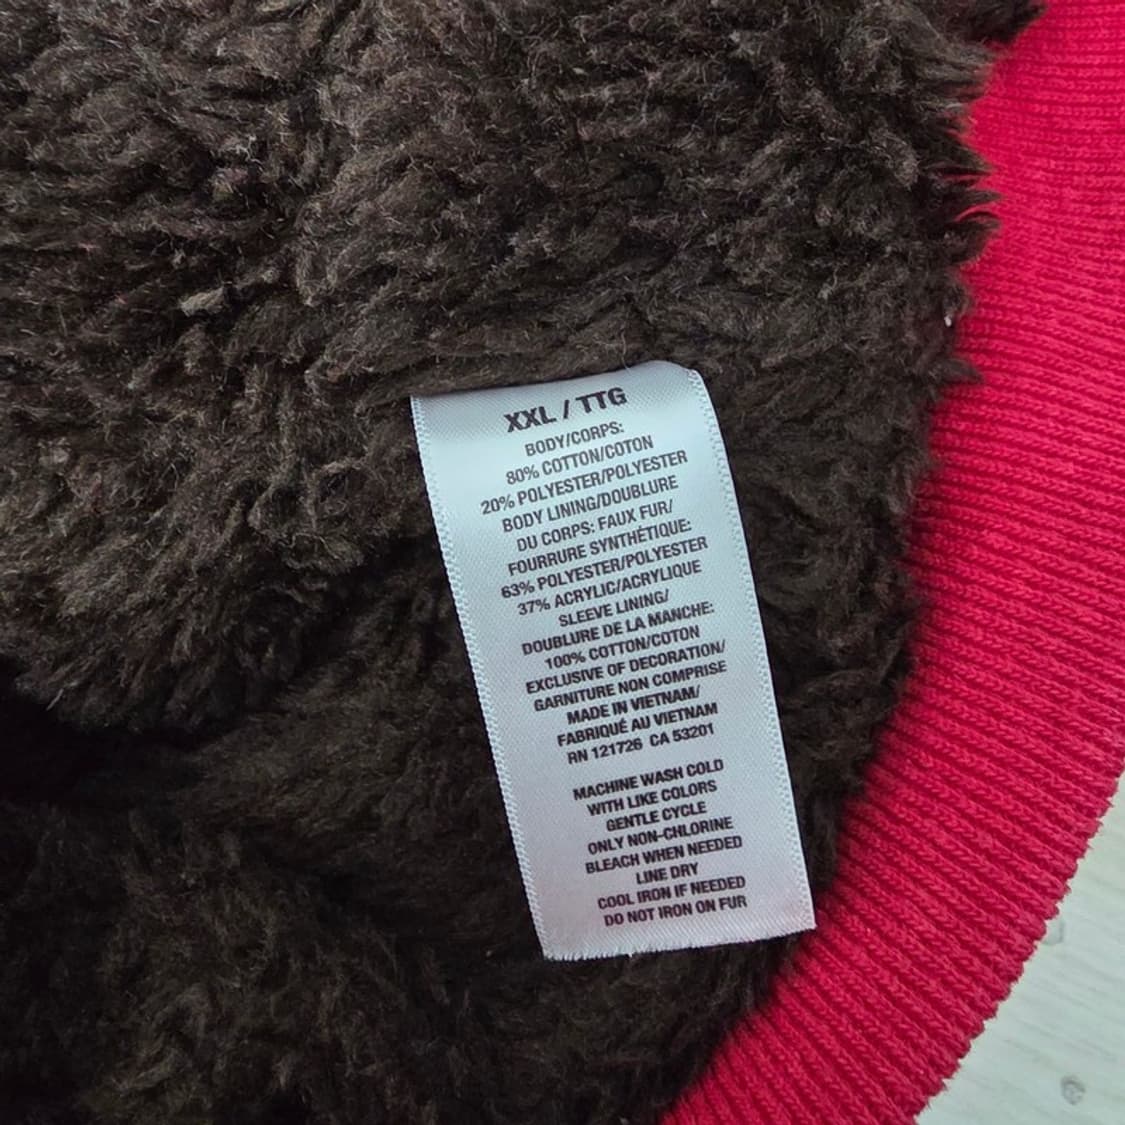 XXL / TTG
BODY/CORPS:
80% COTTON/COTON
20% POLYESTER/POLYESTER
BODY LINING/DOUBLURE
DU CORPS: FAUX FUR/
FOURRURE SYNTHÉTIQUE:
63% POLYESTER/POLYESTER
37% ACRYLIC/ACRYLIQUE
SLEEVE LINING/
DOUBLURE DE LA MANCHE:
100% COTTON/COTON
EXCLUSIVE OF DECORATION/
GARNITURE NON COMPRISE
MADE IN VIETNAM/
FABRIQUÉ AU VIETNAM
RN 121726 CA 53201
MACHINE WASH COLD
WITH LIKE COLORS
GENTLE CYCLE
ONLY NON-CHLORINE
BLEACH WHEN NEEDED
LINE DRY
COOL IRON IF NEEDED
DO NOT IRON ON FUR